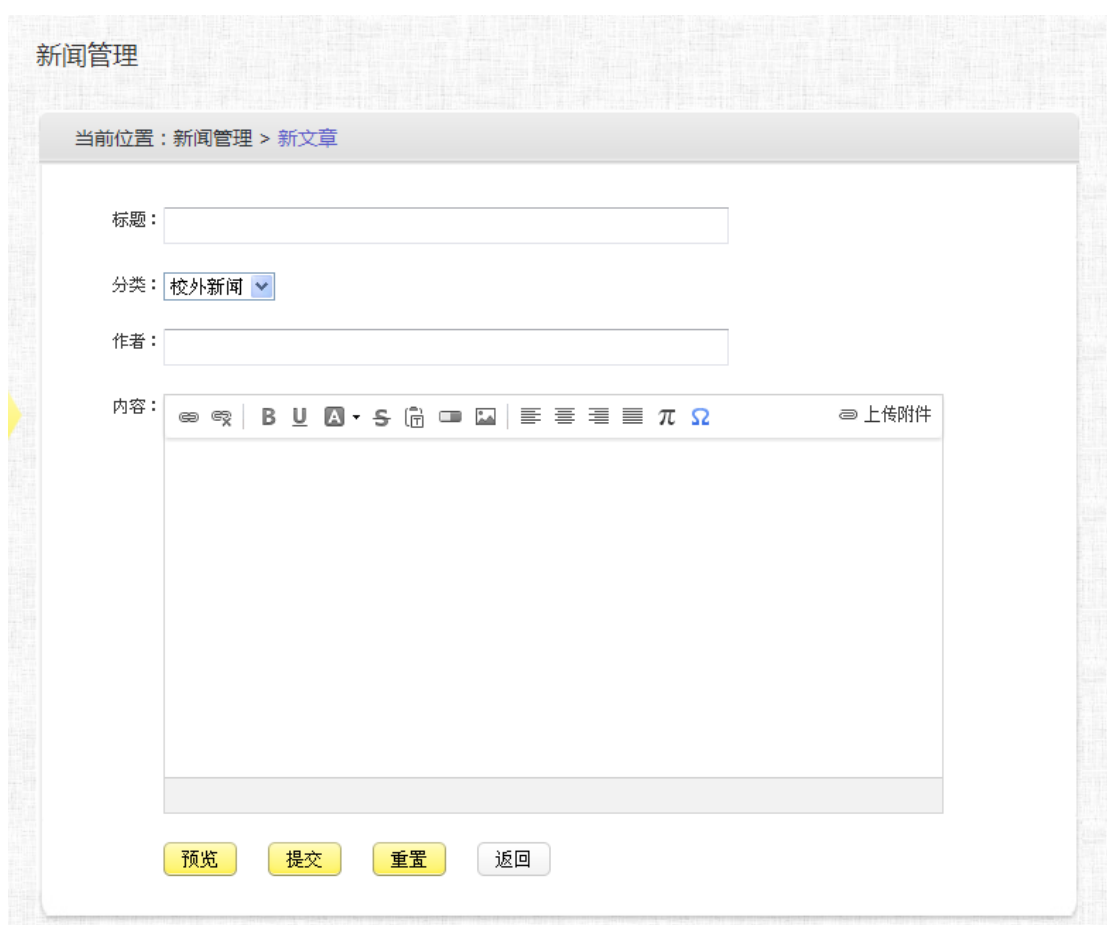 新闻管理
当前位置：新闻管理 > 新文章
标题：
分类： 校外新闻
作者：
内容： B U A S T π Ω 上传附件
预览 提交 重置 返回